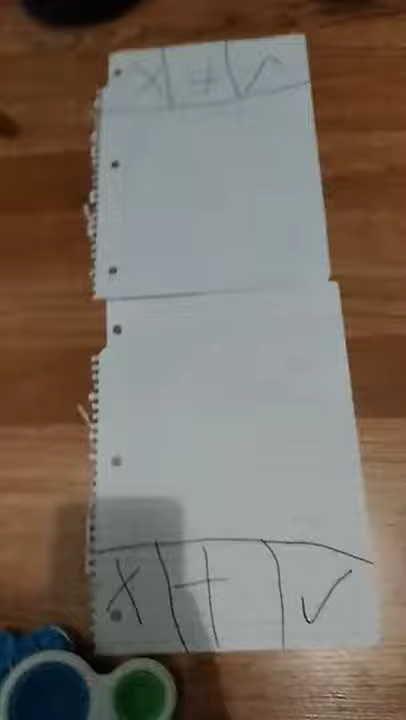 X + ✓
X + ✓